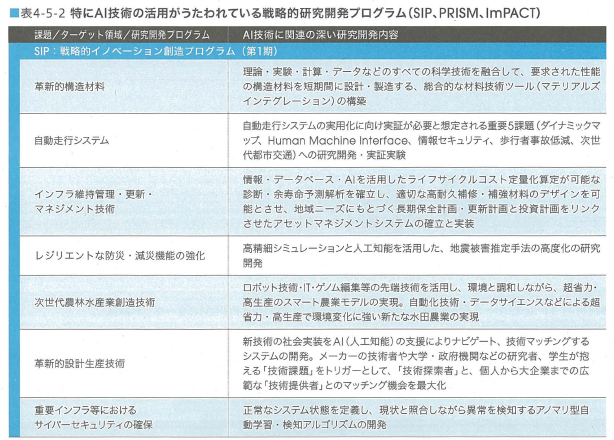 ■表4-5-2 特にAI技術の活用がうたわれている戦略的研究開発プログラム(SIP、PRISM、ImPACT)
課題/ターゲット領域/研究開発プログラム
AI技術に関連の深い研究開発内容
SIP:戦略的イノベーション創造プログラム(第1期)
革新的構造材料
理論・実験・計算・データなどのすべての科学技術を融合して、要求された性能
の構造材料を短期間に設計・製造する、総合的な材料技術ツール(マテリアルズ
インテグレーション)の構築
自動走行システム
自動走行システムの実用化に向け実証が必要と想定される重要5課題(ダイナミックマ
ップ、Human Machine Interface、情報セキュリティ、歩行者事故低減、次世
代都市交通)への研究開発・実証実験
インフラ維持管理・更新・
マネジメント技術
情報・データベース・AIを活用したライフサイクルコスト定量化算定が可能な
診断・余寿命予測解析を確立し、適切な高耐久補修・補強材料のデザインを可
能とさせ、地域ニーズにもとづく長期保全計画・更新計画と投資計画をリンク
させたアセットマネジメントシステムの確立と実装
レジリエントな防災・減災機能の強化
高精細シミュレーションと人工知能を活用した、地震被害推定手法の高度化の研究
開発
次世代農林水産業創造技術
ロボット技術・IT・ゲノム編集等の先端技術を活用し、環境と調和しながら、超省力・
高生産のスマート農業モデルの実現。自動化技術・データサイエンスなどによる超
省力・高生産で環境変化に強い新たな水田農業の実現
革新的設計生産技術
新技術の社会実装をAI(人工知能)の支援によりナビゲート、技術マッチングする
システムの開発。メーカーの技術者や大学・政府機関などの研究者、学生が抱
える「技術課題」をトリガーとして、「技術探索者」と、個人から大企業までの広
範な「技術提供者」とのマッチング機会を最大化
重要インフラ等における
サイバーセキュリティの確保
正常なシステム状態を定義し、現状と照合しながら異常を検知するアノマリ型自
動学習・検知アルゴリズムの開発